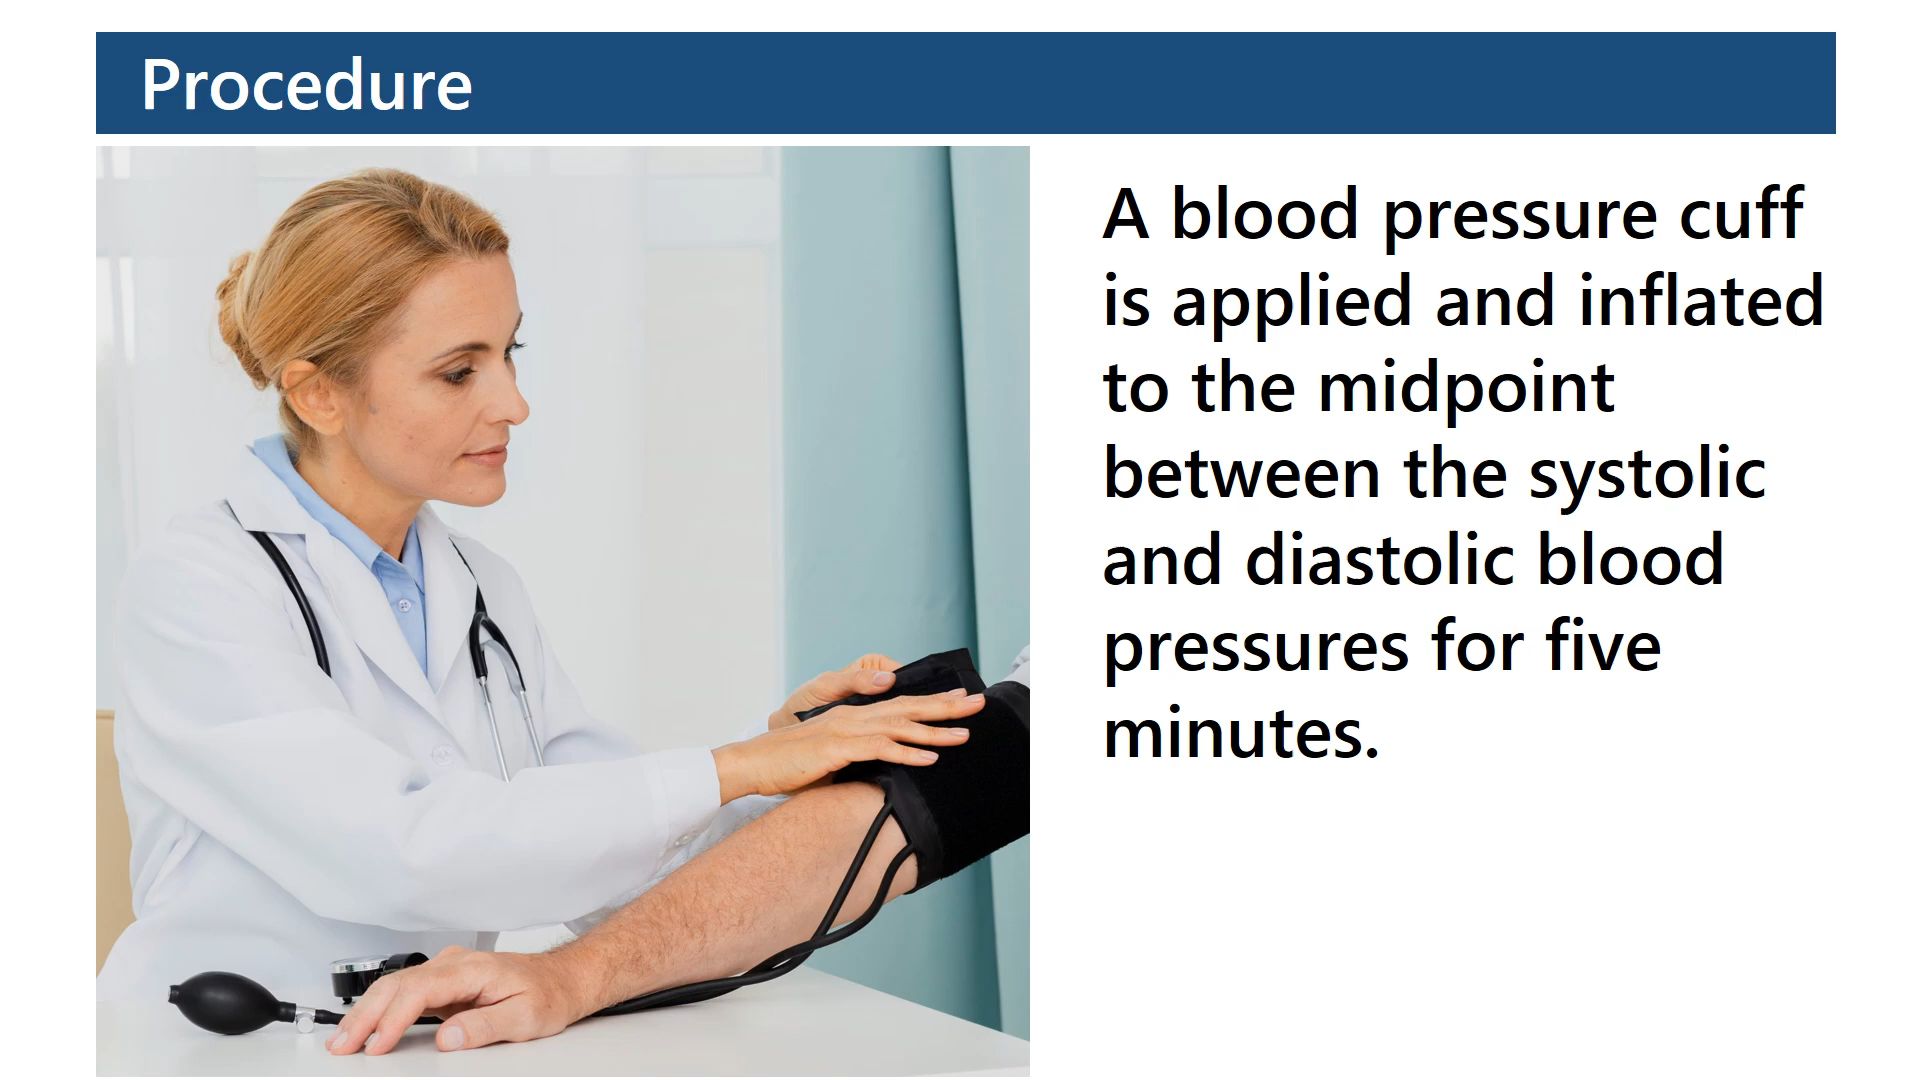 Procedure
A blood pressure cuff
is applied and inflated
to the midpoint
between the systolic
and diastolic blood
pressures for five
minutes.